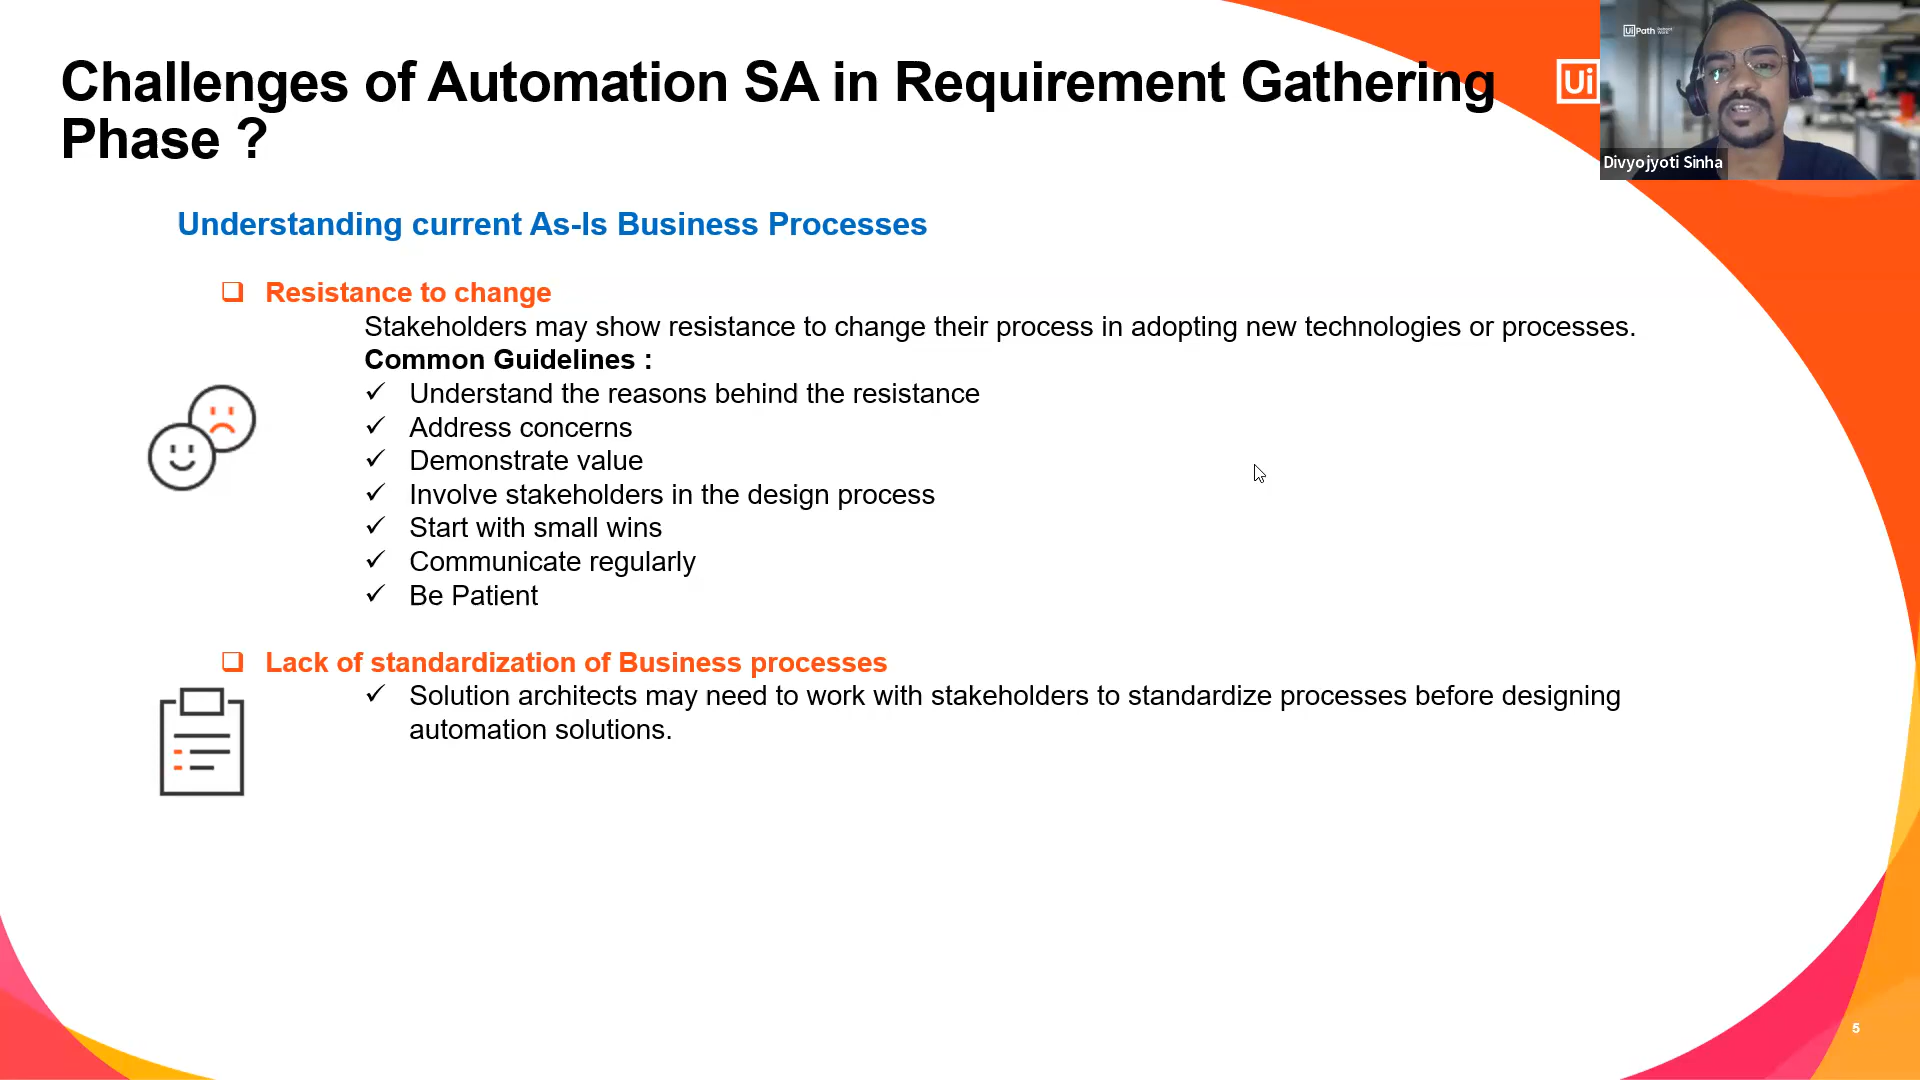 Challenges of Automation SA in Requirement Gathering
Phase ?
Ui
UiPath
Divyojyoti Sinha
Understanding current As-Is Business Processes
❑ Resistance to change
Stakeholders may show resistance to change their process in adopting new technologies or processes.
Common Guidelines :
✓ Understand the reasons behind the resistance
✓ Address concerns
✓ Demonstrate value
✓ Involve stakeholders in the design process
✓ Start with small wins
✓ Communicate regularly
✓ Be Patient
❑ Lack of standardization of Business processes
✓ Solution architects may need to work with stakeholders to standardize processes before designing
automation solutions.
5